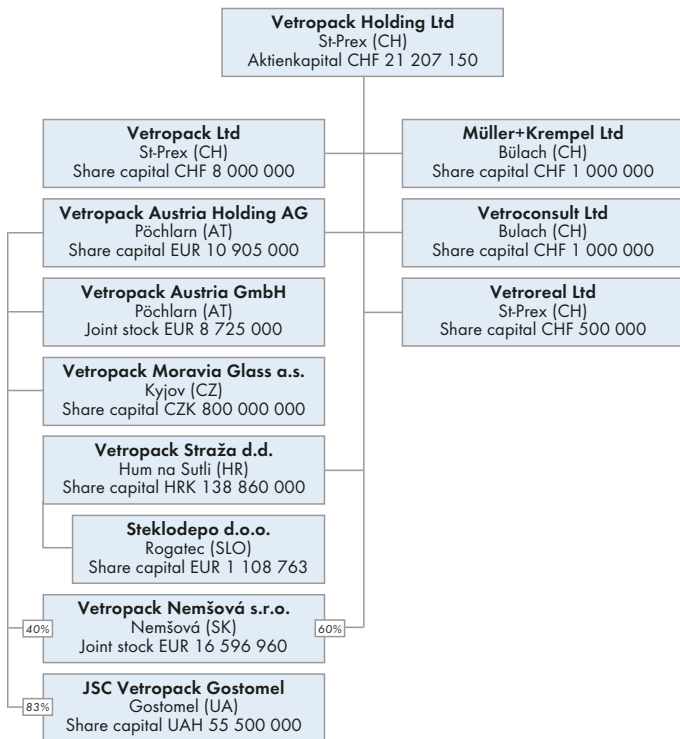 Vetropack Holding Ltd
St-Prex (CH)
Aktienkapital CHF 21 207 150
Vetropack Ltd
St-Prex (CH)
Share capital CHF 8 000 000
Müller+Krempel Ltd
Bülach (CH)
Share capital CHF 1 000 000
Vetropack Austria Holding AG
Pöchlarn (AT)
Share capital EUR 10 905 000
Vetroconsult Ltd
Bulach (CH)
Share capital CHF 1 000 000
Vetropack Austria GmbH
Pöchlarn (AT)
Joint stock EUR 8 725 000
Vetroreal Ltd
St-Prex (CH)
Share capital CHF 500 000
Vetropack Moravia Glass a.s.
Kyjov (CZ)
Share capital CZK 800 000 000
Vetropack Straža d.d.
Hum na Sutli (HR)
Share capital HRK 138 860 000
Steklodepo d.o.o.
Rogatec (SLO)
Share capital EUR 1 108 763
Vetropack Nemšová s.r.o.
40% Nemšová (SK) 60%
Joint stock EUR 16 596 960
JSC Vetropack Gostomel
83% Gostomel (UA)
Share capital UAH 55 500 000